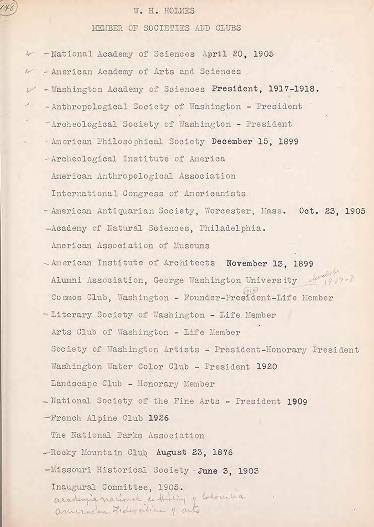 W. H. HOLMES
MEMBER OF SOCIETIES AND CLUBS
-National Academy of Sciences April 20, 1905
-American Academy of Arts and Sciences
-Washington Academy of Sciences President, 1917-1918.
-Anthropological Society of Washington - President
-Archeological Society of Washington - President
-American Philosophical Society December 15, 1899
-Archeological Institute of America
American Anthropological Association
International Congress of Americanists
-American Antiquarian Society, Worcester, Mass. Oct. 23, 1905
-Academy of Natural Sciences, Philadelphia.
American Association of Museums
-American Institute of Architects November 13, 1899
Alumni Association, George Washington University
Cosmos Club, Washington - Founder-President-Life Member
-Literary Society of Washington - Life Member
Arts Club of Washington - Life Member
Society of Washington Artists - President-Honorary President
Washington Water Color Club - President 1920
Landscape Club - Honorary Member
-National Society of the Fine Arts - President 1909
-French Alpine Club 1926
The National Parks Association
-Rocky Mountain Club August 23, 1876
-Missouri Historical Society June 3, 1903
Inaugural Committee, 1905.
academia national de history of Colombia
American Federation of arts